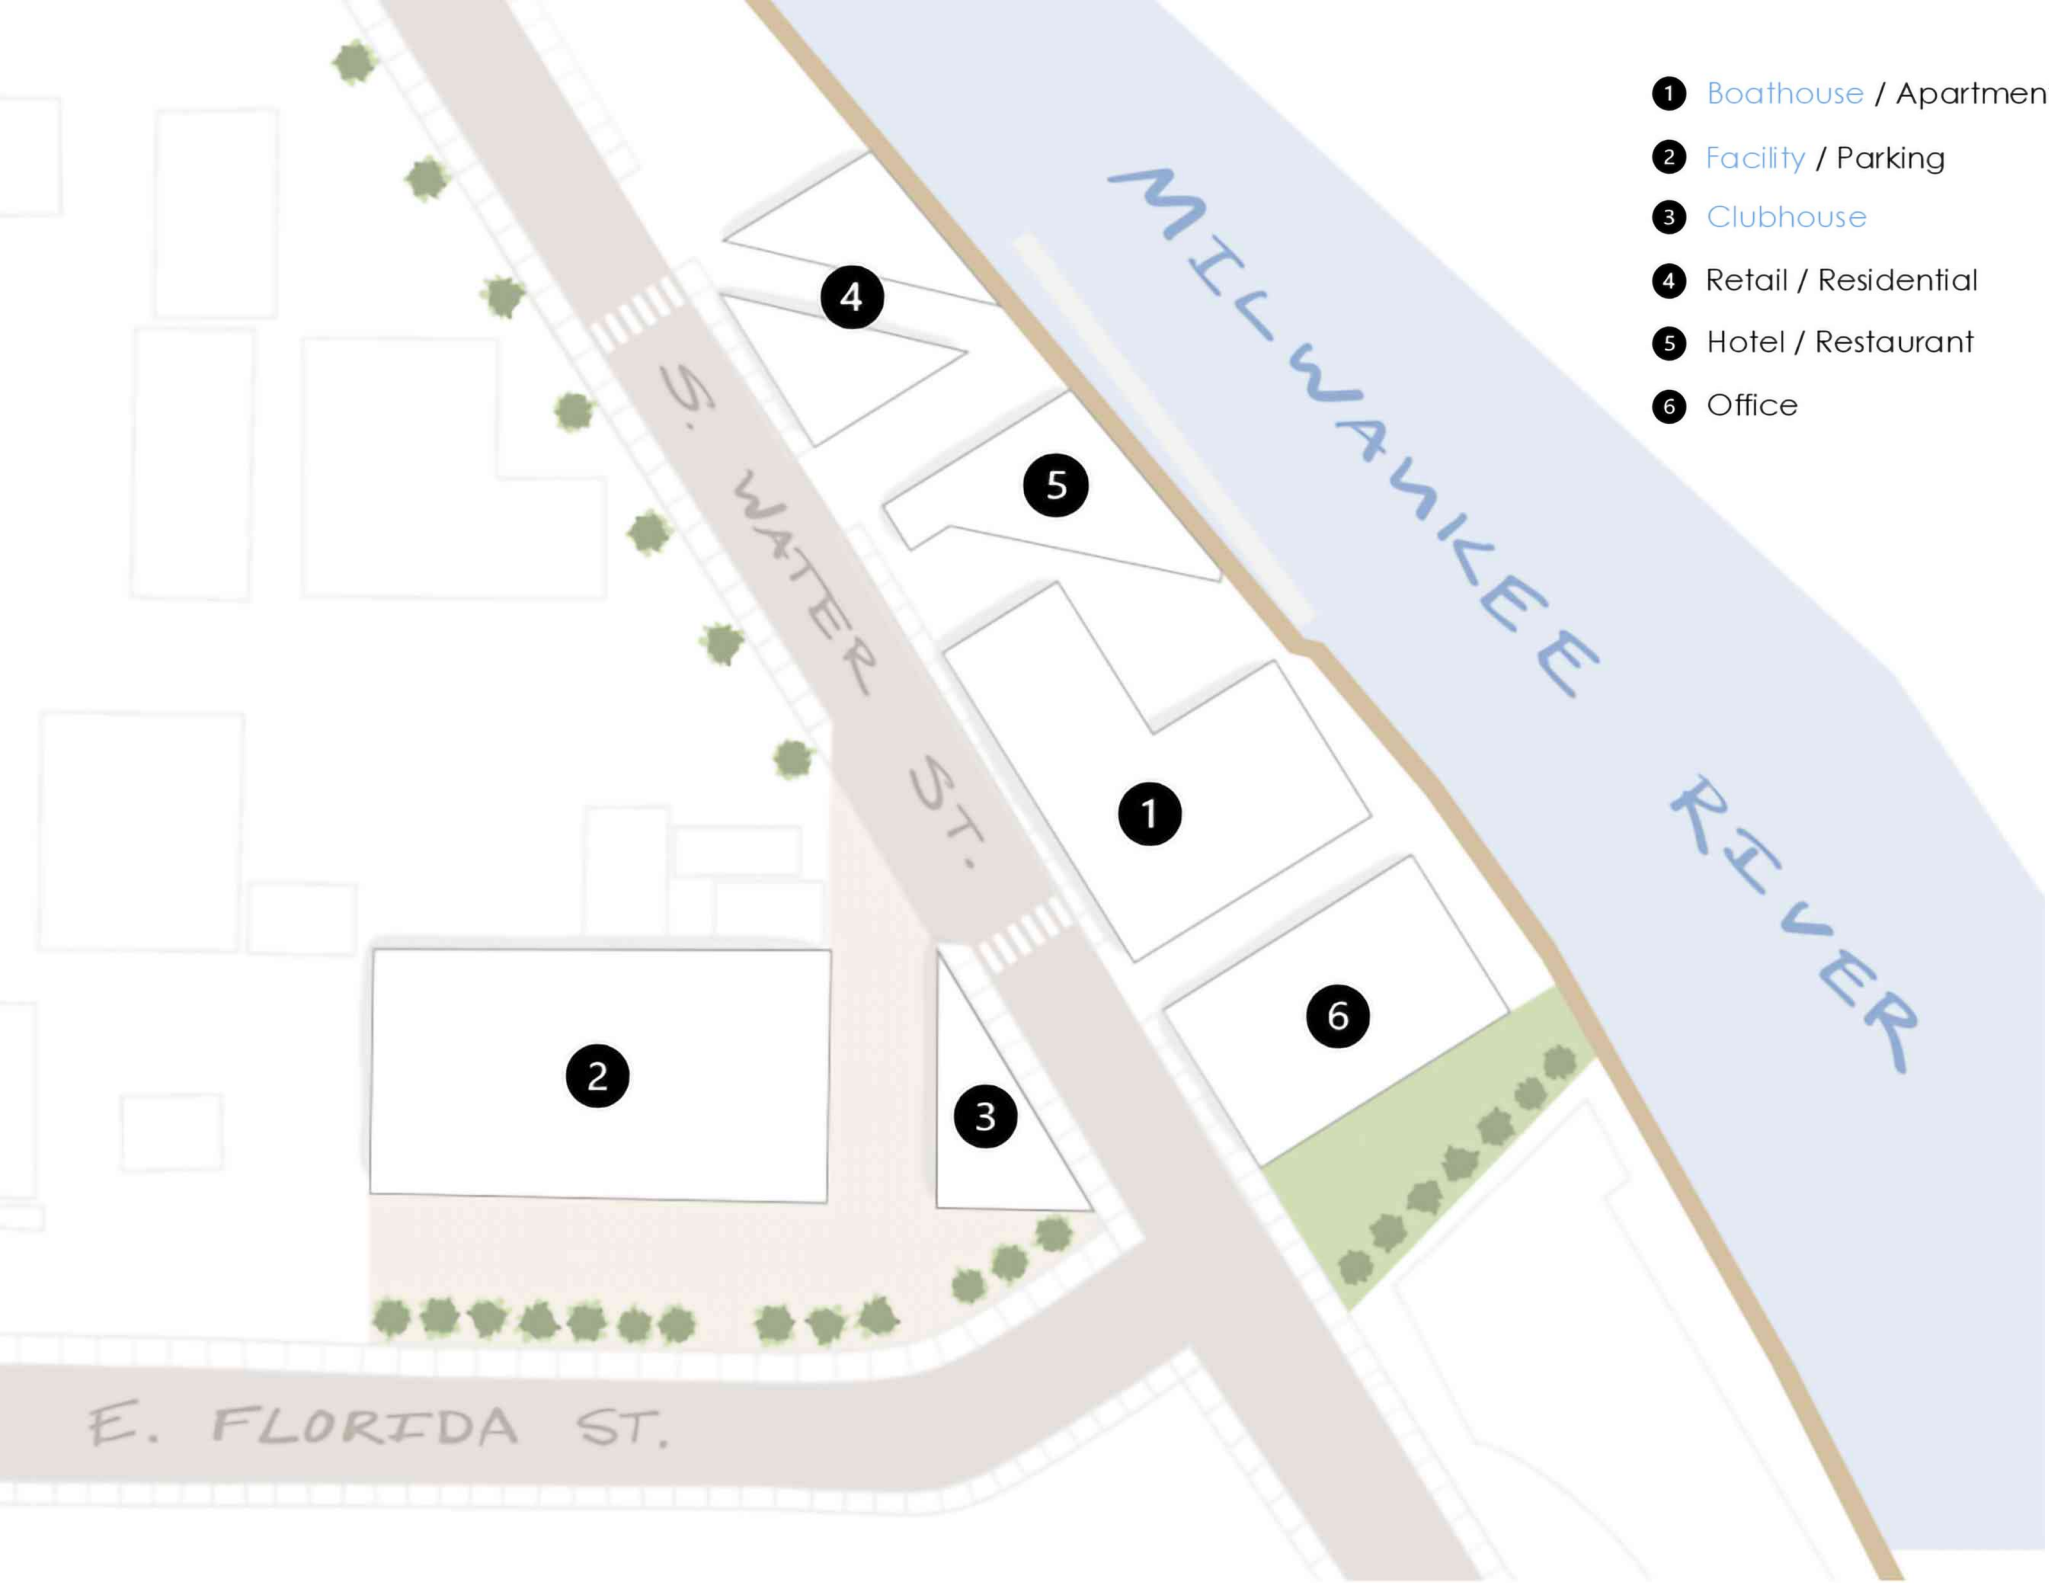 1 Boathouse / Apartmen
2 Facility / Parking
3 Clubhouse
4 Retail / Residential
5 Hotel / Restaurant
6 Office
MILWAUKEE RIVER
S. WATER ST.
4
5
1
6
2
3
E. FLORIDA ST.